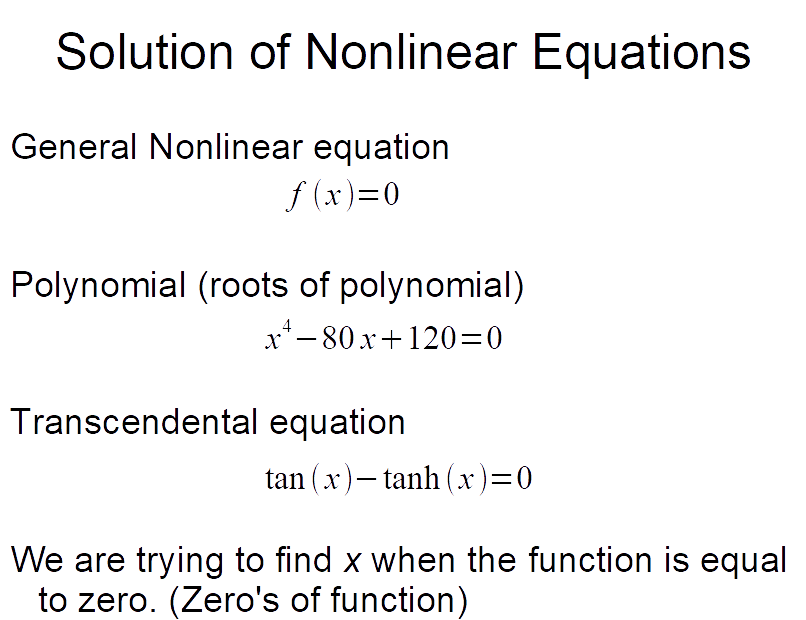 Solution of Nonlinear Equations
General Nonlinear equation
f(x)=0
Polynomial (roots of polynomial)
x⁴−80x+120=0
Transcendental equation
tan(x)−tanh(x)=0
We are trying to find x when the function is equal
to zero. (Zero's of function)